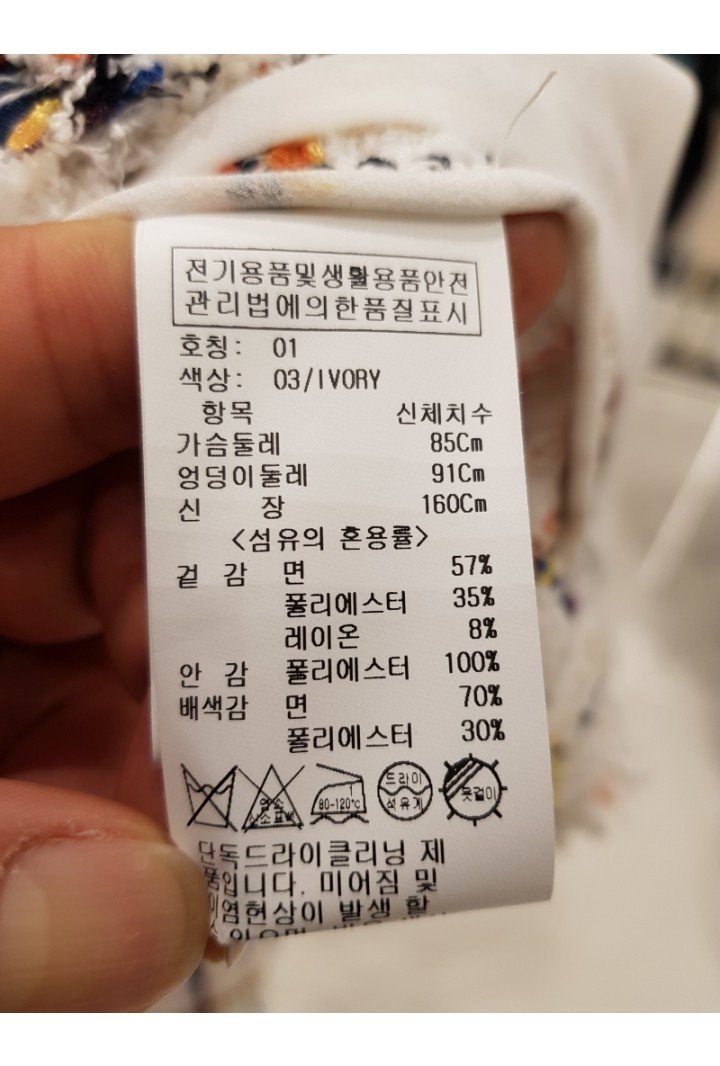 전기용품및생활용품안전
관리법에의한품질표시
호칭: 01
색상: 03/IVORY
항목 신체치수
가슴둘레 85Cm
엉덩이둘레 91Cm
신 장 160Cm
<섬유의 혼용률>
겉 감 면 57%
폴리에스터 35%
레이온 8%
안 감 폴리에스터 100%
배색감 면 70%
폴리에스터 30%
염소 산소표백 80-120℃ 드라이 석유계 옷걸이
단독드라이클리닝 제
품입니다. 미어짐 및
이염현상이 발생 할